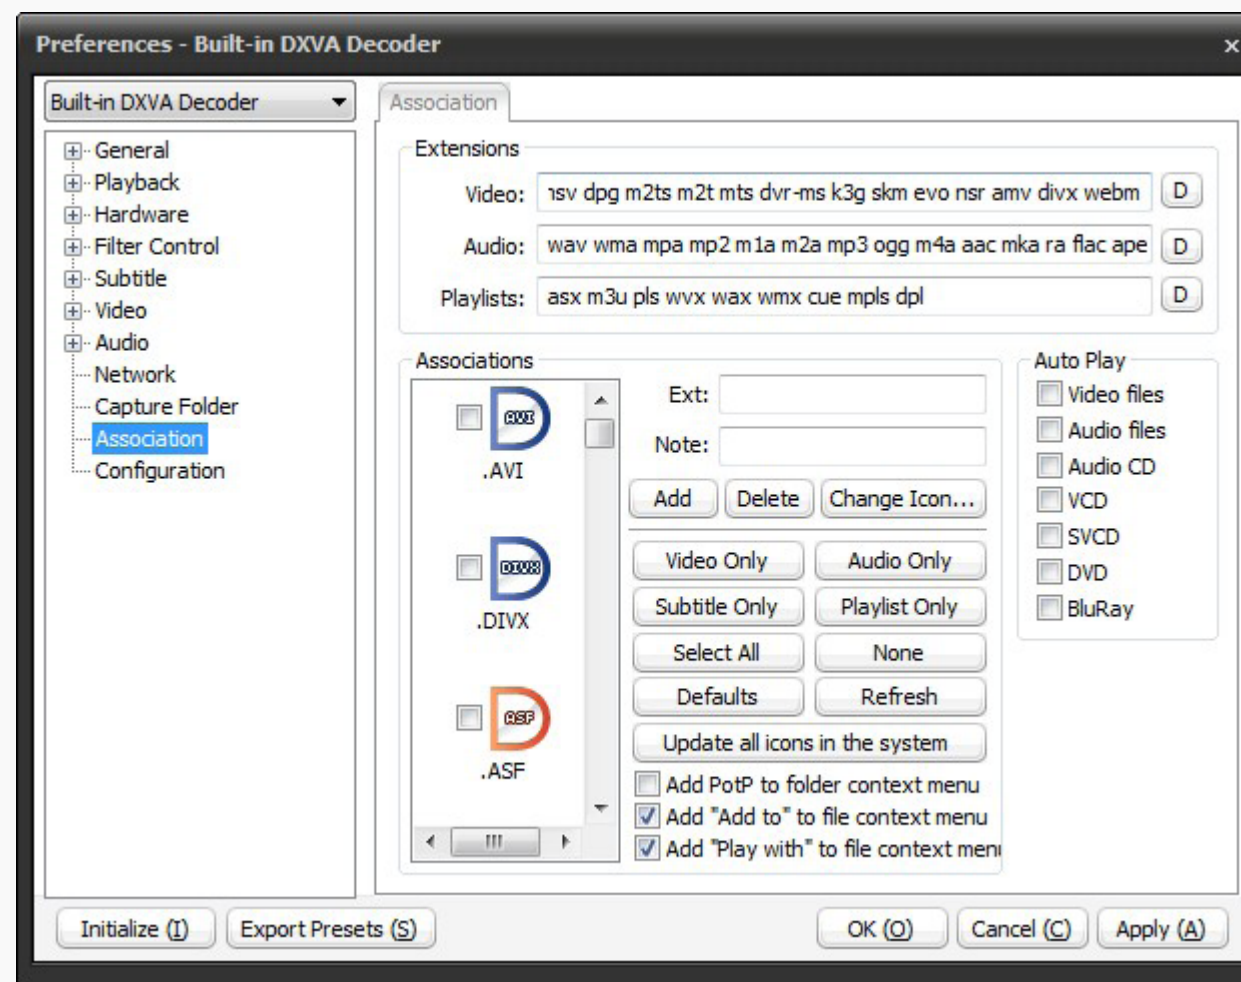 Preferences - Built-in DXVA Decoder
Built-in DXVA Decoder
General
Playback
Hardware
Filter Control
Subtitle
Video
Audio
Network
Capture Folder
Association
Configuration
Association
Extensions
Video: dpg m2ts m2t mts dvr-ms k3g skm evo nsr amv divx webm D
Audio: wav wma mpa mp2 m1a m2a mp3 ogg m4a aac mka ra flac ape D
Playlists: asx m3u pls wvx wax wmx cue mpls dpl D
Associations
AVI
.AVI
DIVX
.DIVX
ASF
.ASF
Ext:
Note:
Add Delete Change Icon...
Video Only Audio Only
Subtitle Only Playlist Only
Select All None
Defaults Refresh
Update all icons in the system
Add PotP to folder context menu
Add "Add to" to file context menu
Add "Play with" to file context men
Auto Play
Video files
Audio files
Audio CD
VCD
SVCD
DVD
BluRay
Initialize (I) Export Presets (S) OK (O) Cancel (C) Apply (A)